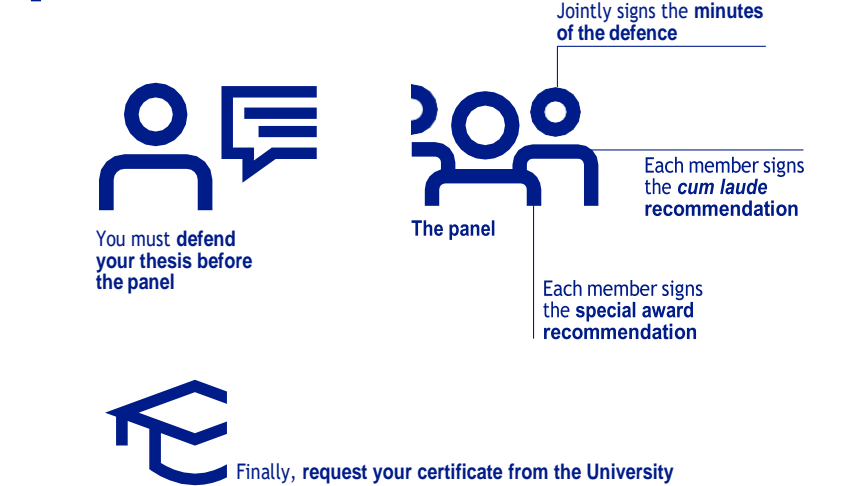 Jointly signs the minutes
of the defence
Each member signs
the cum laude
recommendation
You must defend
your thesis before
the panel
The panel
Each member signs
the special award
recommendation
Finally, request your certificate from the University